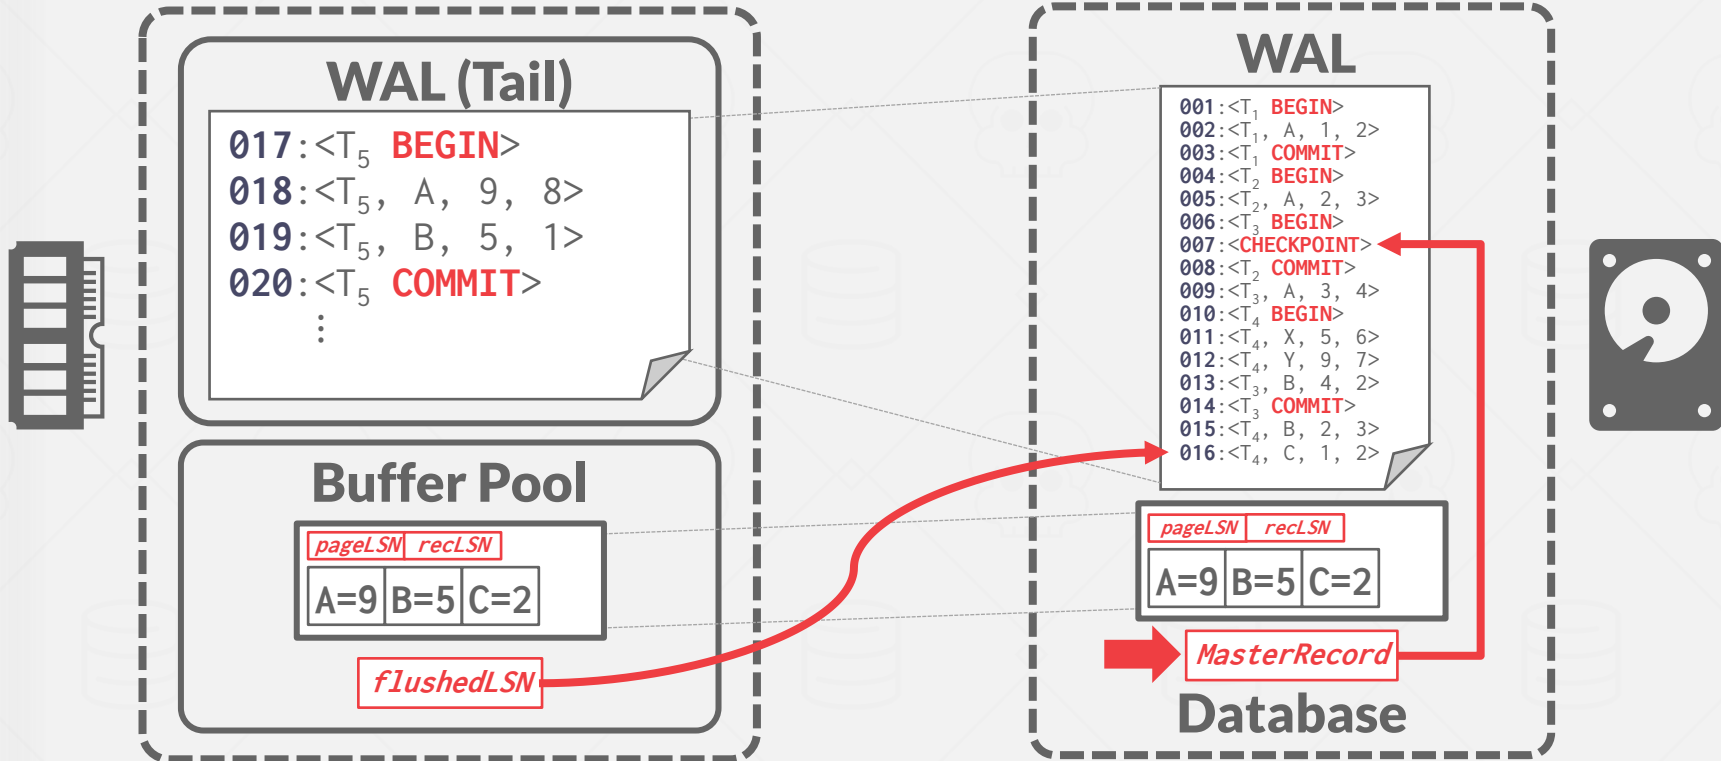 WAL (Tail)
017:<T5 BEGIN>
018:<T5, A, 9, 8>
019:<T5, B, 5, 1>
020:<T5 COMMIT>
⋮
Buffer Pool
pageLSN recLSN
A=9 B=5 C=2
flushedLSN
WAL
001:<T1 BEGIN>
002:<T1, A, 1, 2>
003:<T1 COMMIT>
004:<T2 BEGIN>
005:<T2, A, 2, 3>
006:<T3 BEGIN>
007:<CHECKPOINT>
008:<T2 COMMIT>
009:<T3, A, 3, 4>
010:<T4 BEGIN>
011:<T4, X, 5, 6>
012:<T4, Y, 9, 7>
013:<T3, B, 4, 2>
014:<T3 COMMIT>
015:<T4, B, 2, 3>
016:<T4, C, 1, 2>
pageLSN recLSN
A=9 B=5 C=2
MasterRecord
Database